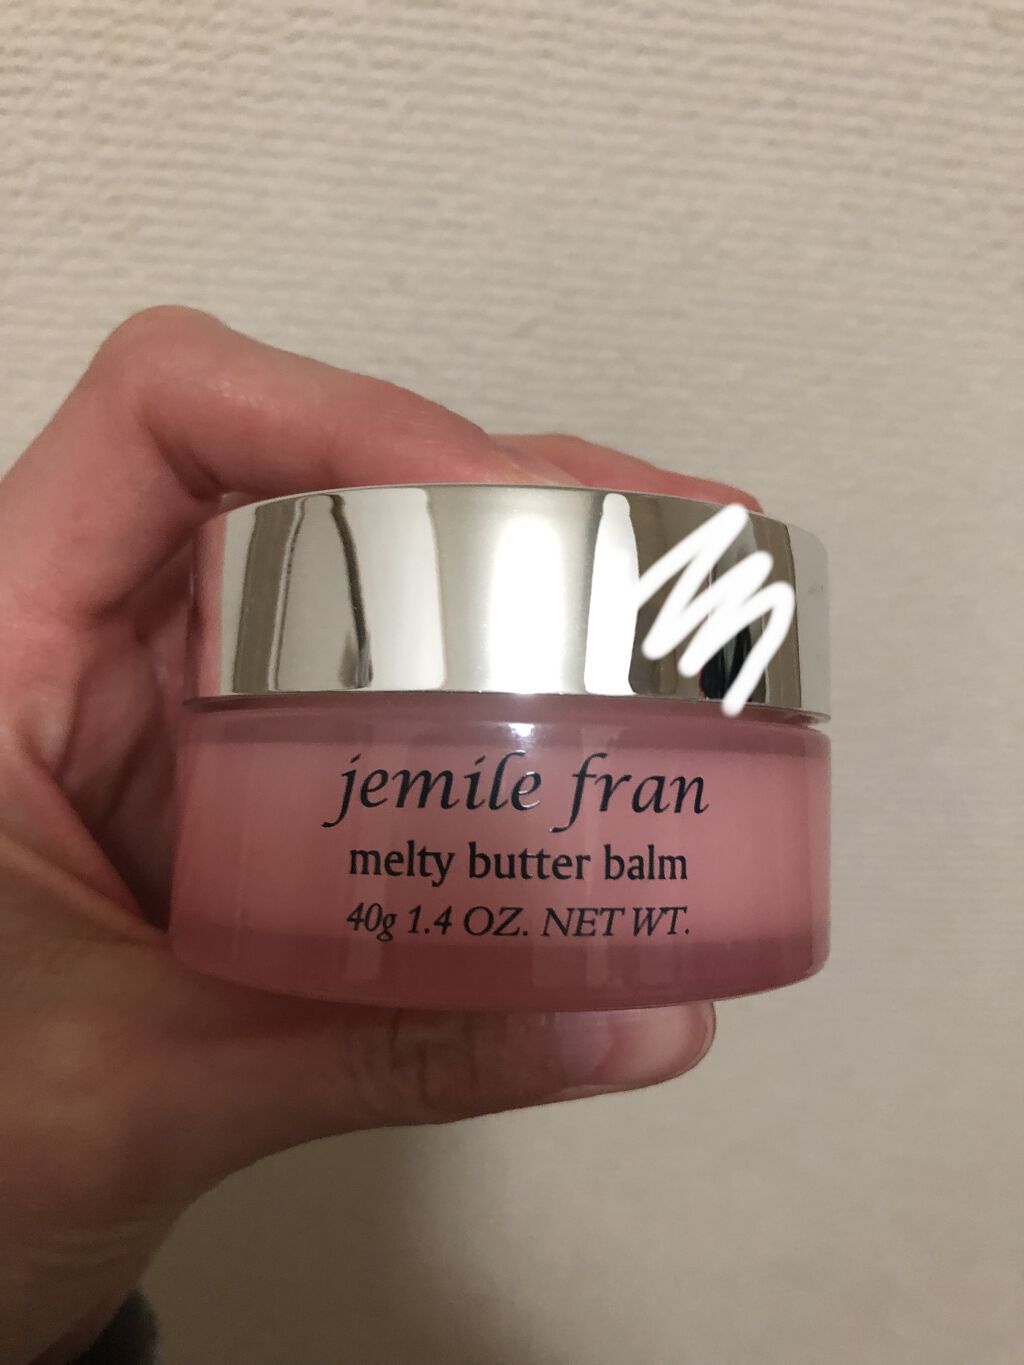 jemile fran
melty butter balm
40g 1.4 OZ. NET WT.